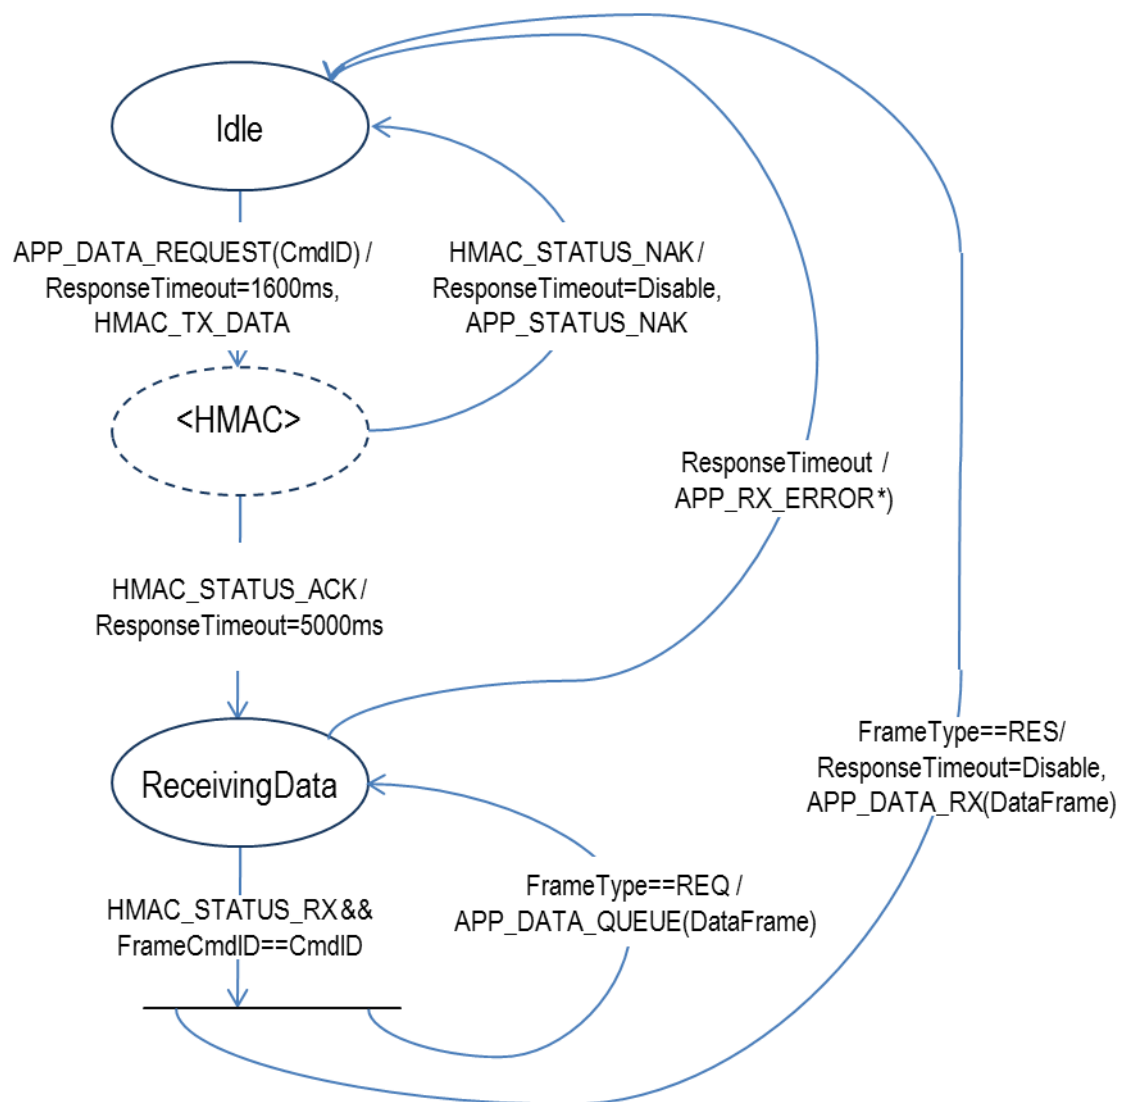 Idle
APP_DATA_REQUEST(CmdID) /
ResponseTimeout=1600ms,
HMAC_TX_DATA
HMAC_STATUS_NAK /
ResponseTimeout=Disable,
APP_STATUS_NAK
<HMAC>
ResponseTimeout /
APP_RX_ERROR *)
HMAC_STATUS_ACK /
ResponseTimeout=5000ms
FrameType==RES/
ResponseTimeout=Disable,
APP_DATA_RX(DataFrame)
ReceivingData
FrameType==REQ /
APP_DATA_QUEUE(DataFrame)
HMAC_STATUS_RX &&
FrameCmdID==CmdID